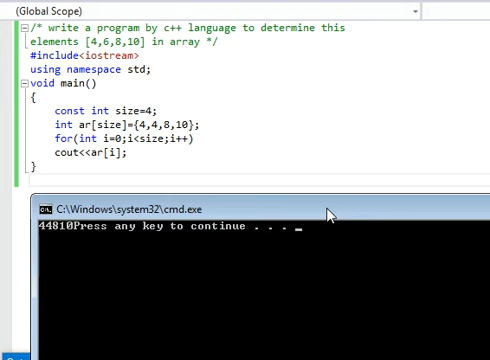 (Global Scope)
/* write a program by c++ language to determine this
elements [4,6,8,10] in array */
#include<iostream>
using namespace std;
void main()
{
const int size=4;
int ar[size]={4,4,8,10};
for(int i=0;i<size;i++)
cout<<ar[i];
}
C:\Windows\system32\cmd.exe
44810Press any key to continue . . . _